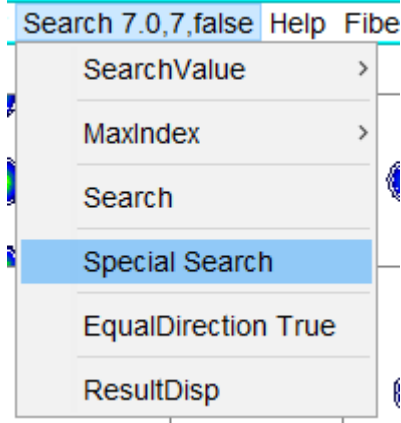 Search 7.0,7,false Help Fibe
SearchValue
MaxIndex
Search
Special Search
EqualDirection True
ResultDisp